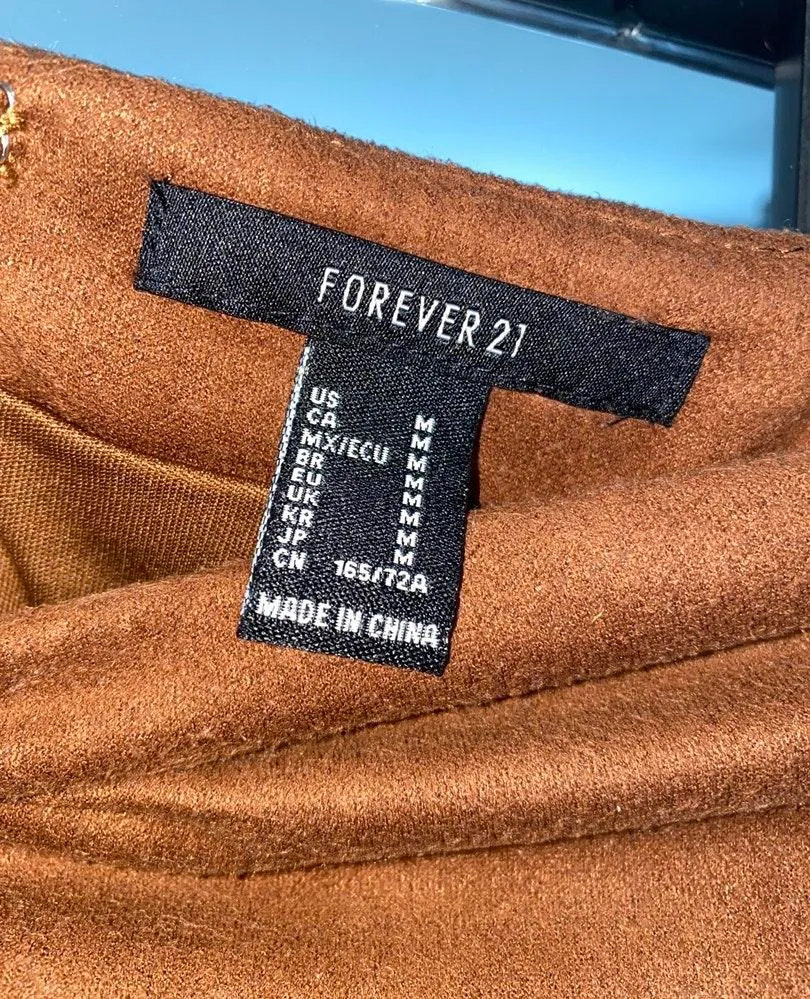 FOREVER 21
US M
CA M
MX/ECU M
BR M
EU M
UK M
KR M
JP M
CN 165/72A
MADE IN CHINA